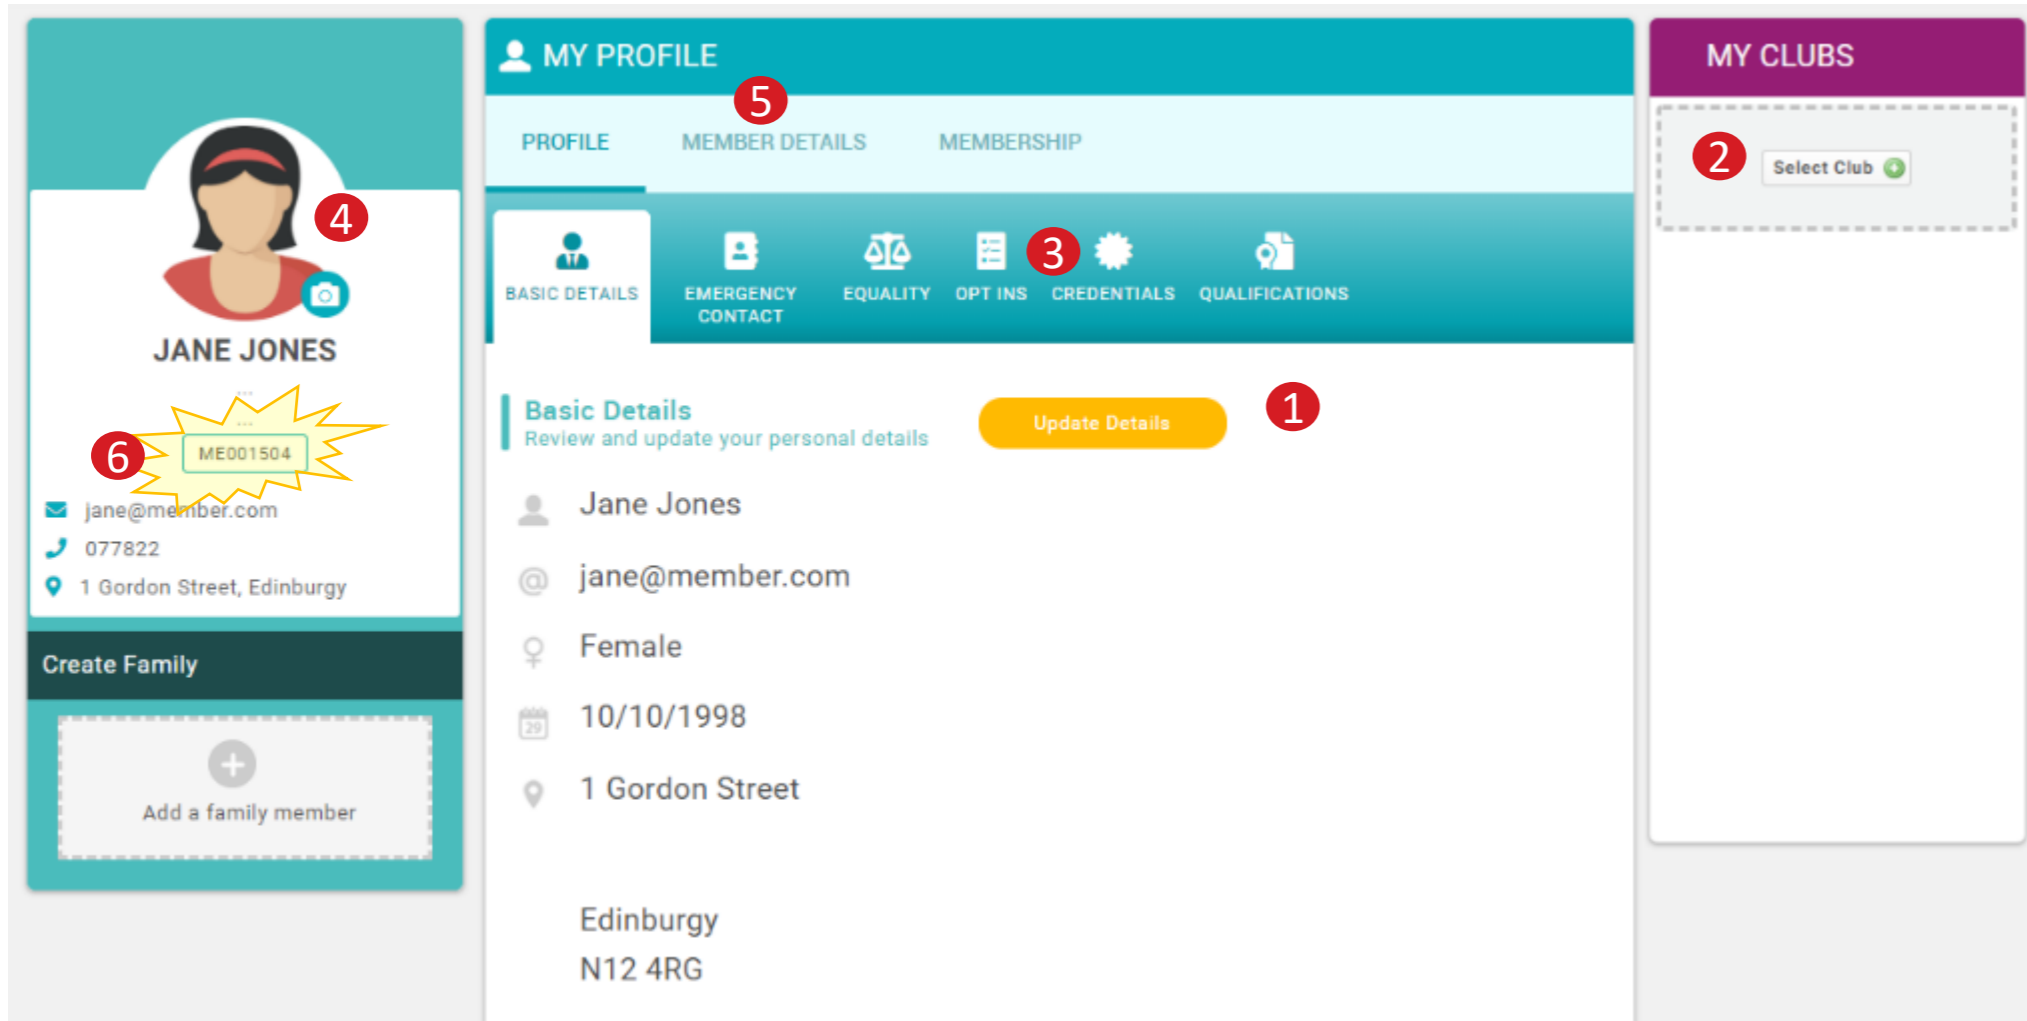 4
JANE JONES
...
...
6
ME001504
jane@member.com
077822
1 Gordon Street, Edinburgy
Create Family
Add a family member
MY PROFILE
5
PROFILE
MEMBER DETAILS
MEMBERSHIP
BASIC DETAILS
EMERGENCY
CONTACT
EQUALITY
OPT INS
3
CREDENTIALS
QUALIFICATIONS
Basic Details
Review and update your personal details
Update Details
1
Jane Jones
@
jane@member.com
Female
29
10/10/1998
1 Gordon Street
Edinburgy
N12 4RG
MY CLUBS
2
Select Club